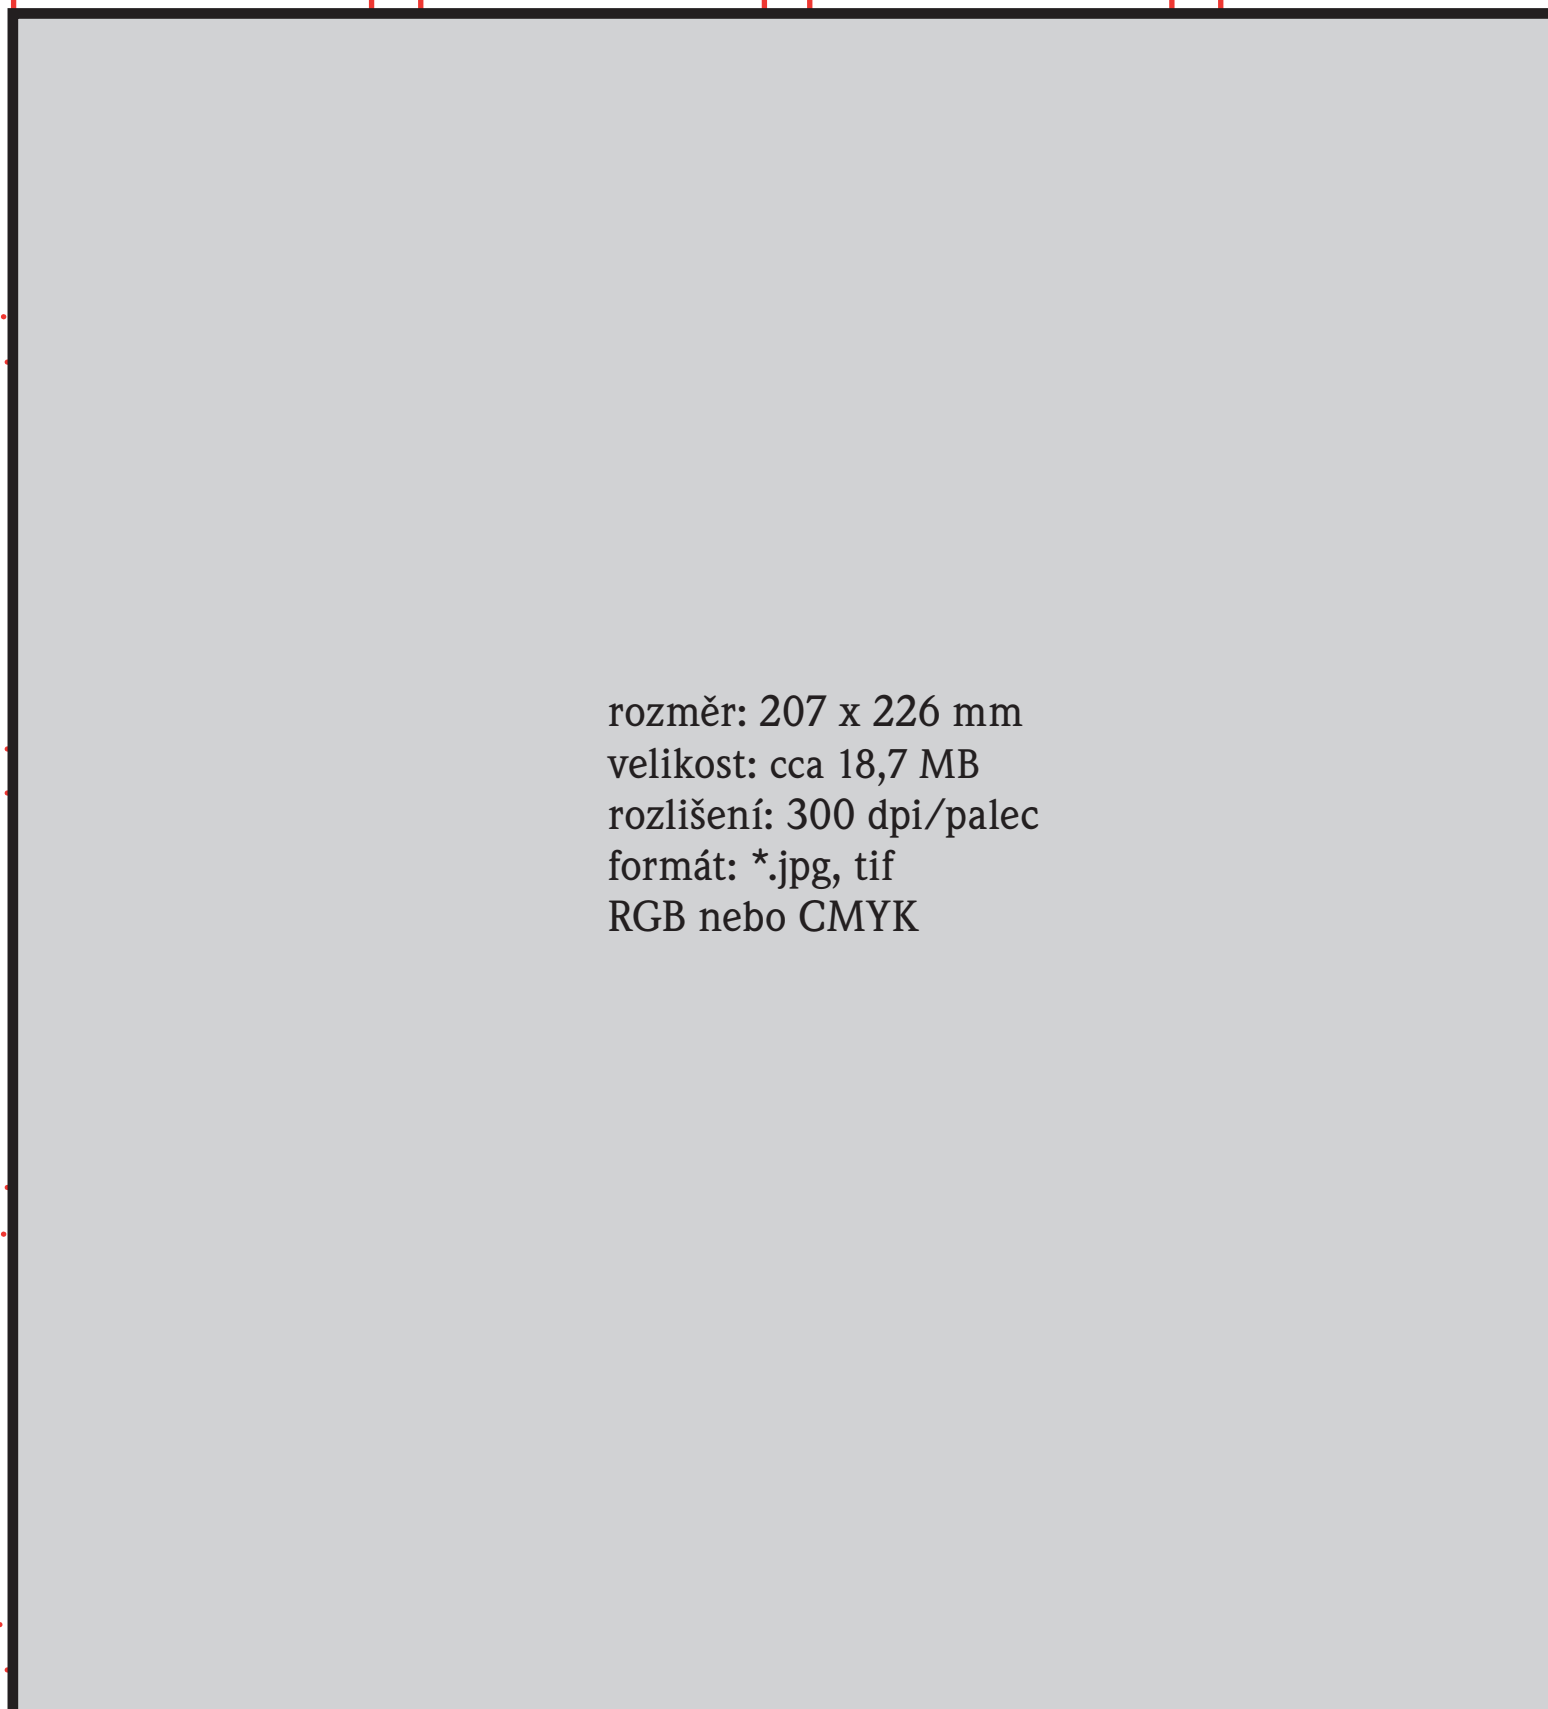 rozměr: 207 x 226 mm
velikost: cca 18,7 MB
rozlišení: 300 dpi/palec
formát: *.jpg, tif
RGB nebo CMYK